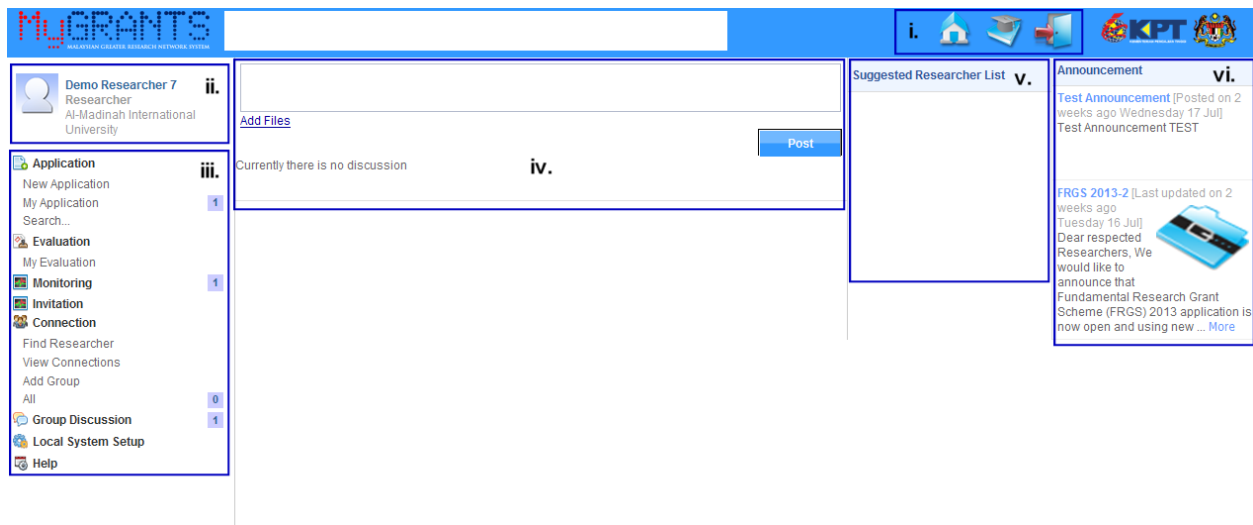 MyGRANTS
MALAYSIAN GREATER RESEARCH NETWORK SYSTEM
i.
KPT
Demo Researcher 7
ii.
Researcher
Al-Madinah International
University
iii.
Application
New Application
My Application 1
Search...
Evaluation
My Evaluation
Monitoring 1
Invitation
Connection
Find Researcher
View Connections
Add Group
All 0
Group Discussion 1
Local System Setup
Help
Add Files
Post
Currently there is no discussion
iv.
Suggested Researcher List v.
Announcement vi.
Test Announcement [Posted on 2
weeks ago Wednesday 17 Jul]
Test Announcement TEST
FRGS 2013-2 [Last updated on 2
weeks ago
Tuesday 16 Jul]
Dear respected
Researchers, We
would like to
announce that
Fundamental Research Grant
Scheme (FRGS) 2013 application is
now open and using new ... More